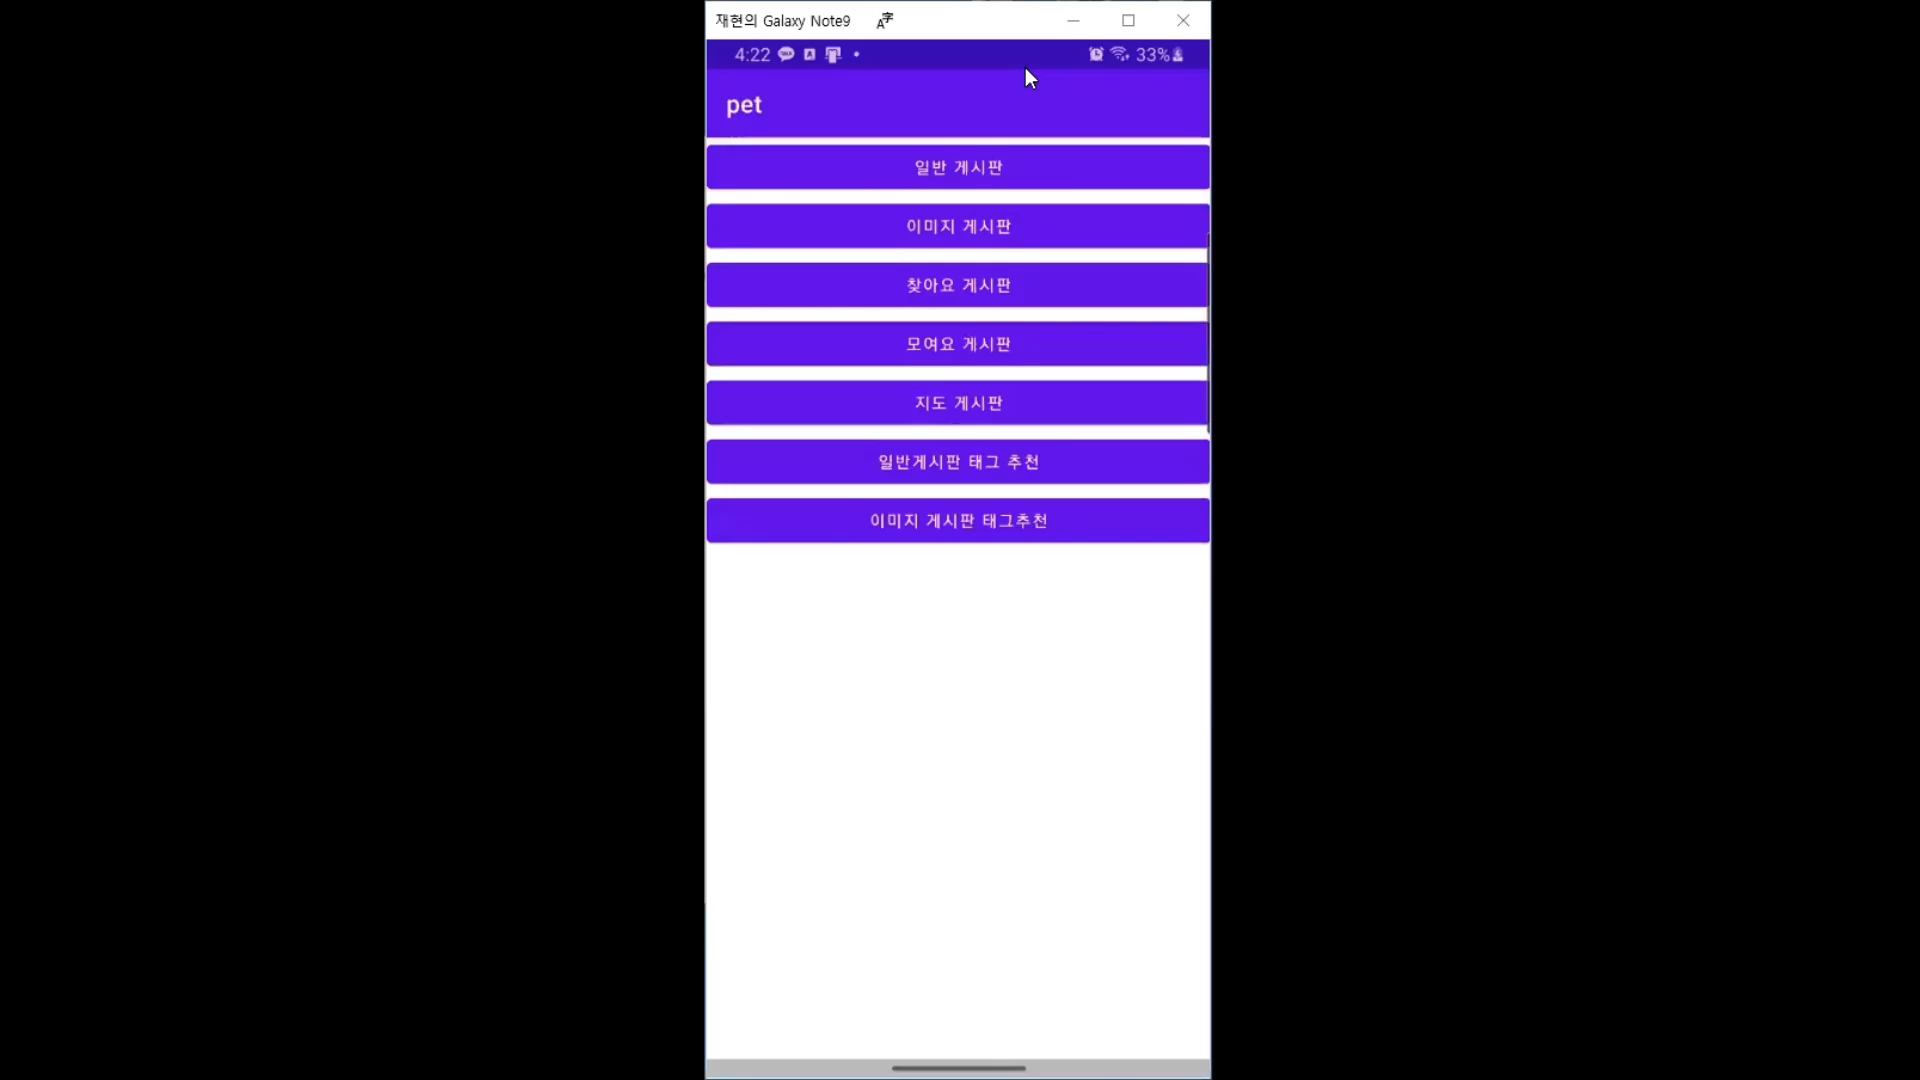 재현의 Galaxy Note9
4:22 33%
pet
일반 게시판
이미지 게시판
찾아요 게시판
모여요 게시판
지도 게시판
일반게시판 태그 추천
이미지 게시판 태그추천